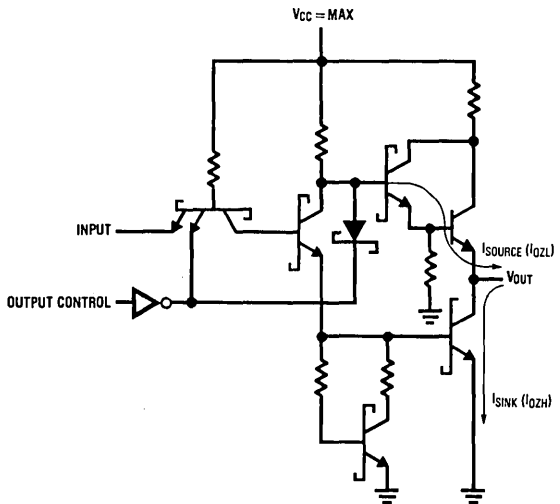 VCC = MAX
INPUT
OUTPUT CONTROL
ISOURCE (IOZL)
VOUT
ISINK (IOZH)